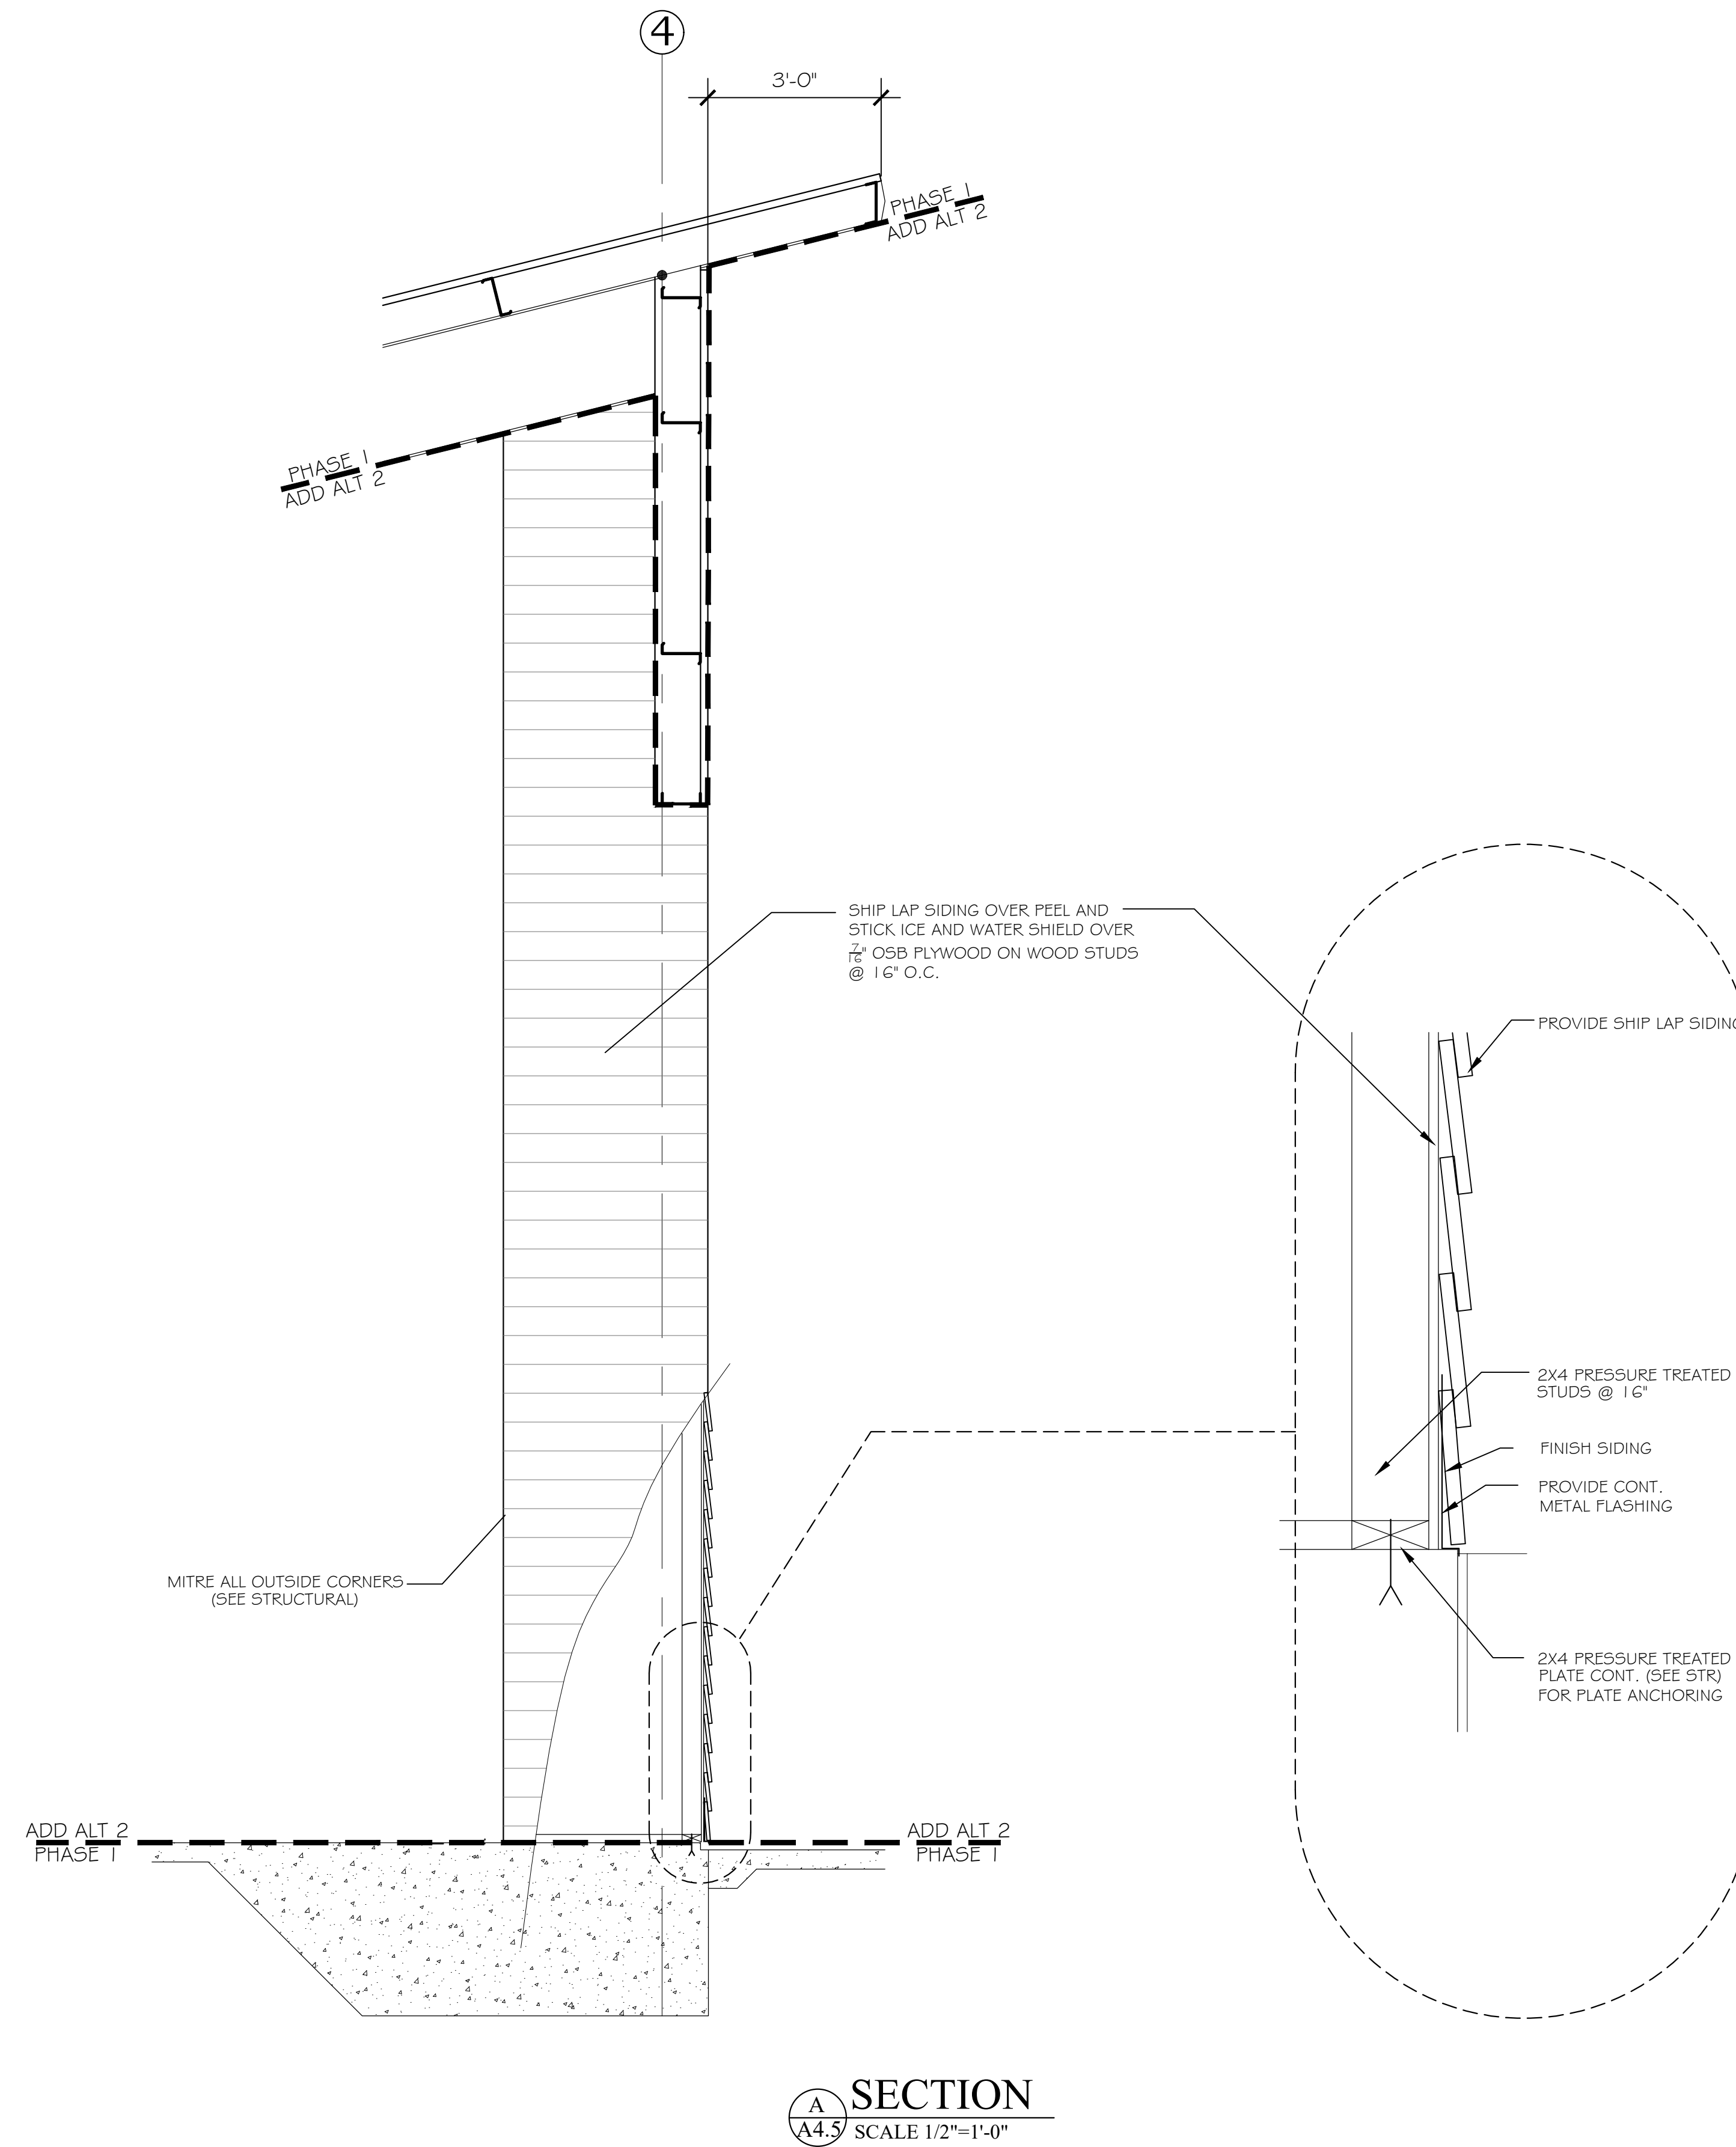 4
3'-0"
PHASE 1
ADD ALT 2
PHASE 1
ADD ALT 2
SHIP LAP SIDING OVER PEEL AND
STICK ICE AND WATER SHIELD OVER
7/16" OSB PLYWOOD ON WOOD STUDS
@ 16" O.C.
PROVIDE SHIP LAP SIDING
2X4 PRESSURE TREATED
STUDS @ 16"
FINISH SIDING
PROVIDE CONT.
METAL FLASHING
MITRE ALL OUTSIDE CORNERS
(SEE STRUCTURAL)
2X4 PRESSURE TREATED
PLATE CONT. (SEE STR)
FOR PLATE ANCHORING
ADD ALT 2
PHASE 1
ADD ALT 2
PHASE 1
A
A4.5
SECTION
SCALE 1/2"=1'-0"